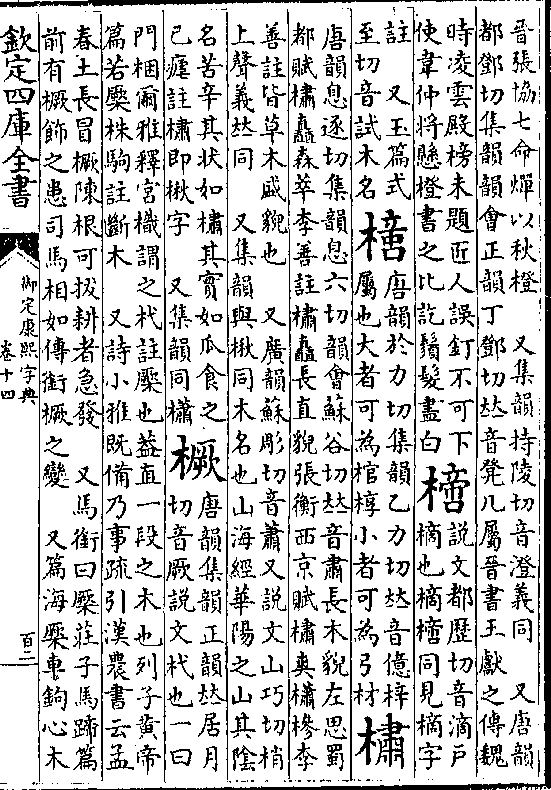 晉張協七命燀以秋橙　又集韻持陵切音澄義同　又唐韻
都鄧切集韻韻會正韻丁鄧切𠀤音凳几屬晉書王獻之傳魏
時凌雲殿榜未題匠人誤釘不可下
使韋仲將懸橙書之比訖鬚髮盡白
樀
說文都歷切音滴戸
樀也樀𣚌同見樀字
註　又玉篇式
至切音試木名
檍
唐韻於力切集韻乙力切𠀤音億梓
屬也大者可為棺椁小者可為弓材
橚
唐韻息逐切集韻息六切韻會蘇谷切𠀤音肅長木貌左思蜀
都賦橚矗森萃李善註橚矗長直貌張衡西京賦橚爽櫹槮李
善註皆草木盛貌也　又廣韻蘇彫切音蕭又說文山巧切梢
上聲義𠀤同　又集韻與楸同木名也山海經華陽之山其陰
名苦辛其狀如橚其實如瓜食之
已瘧註橚即楸字　又集韻同櫹
橛
唐韻集韻正韻𠀤居月
切音厥說文杙也一曰
門梱爾雅釋宮樴謂之杙註橜也蓋直一段之木也列子黃帝
篇若橜株駒註斷木　又詩小雅既備乃事疏引漢農書云孟
春土長冒橛陳根可拔耕者急發　又馬銜曰橜莊子馬蹄篇
前有橛飾之患司馬相如傳銜橛之變　又篇海橜車鉤心木
欽定四庫全書
御定康熙字典
卷十四
百二